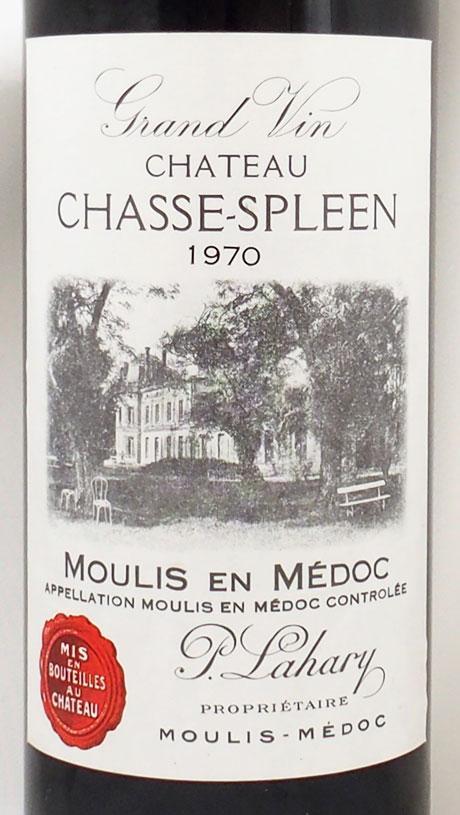 Grand Vin
CHATEAU
CHASSE-SPLEEN
1970
MOULIS EN MÉDOC
APPELLATION MOULIS EN MÉDOC CONTROLÉE
MIS
EN
BOUTEILLES
AU
CHÂTEAU
P. Lahary
PROPRIÉTAIRE
MOULIS-MÉDOC